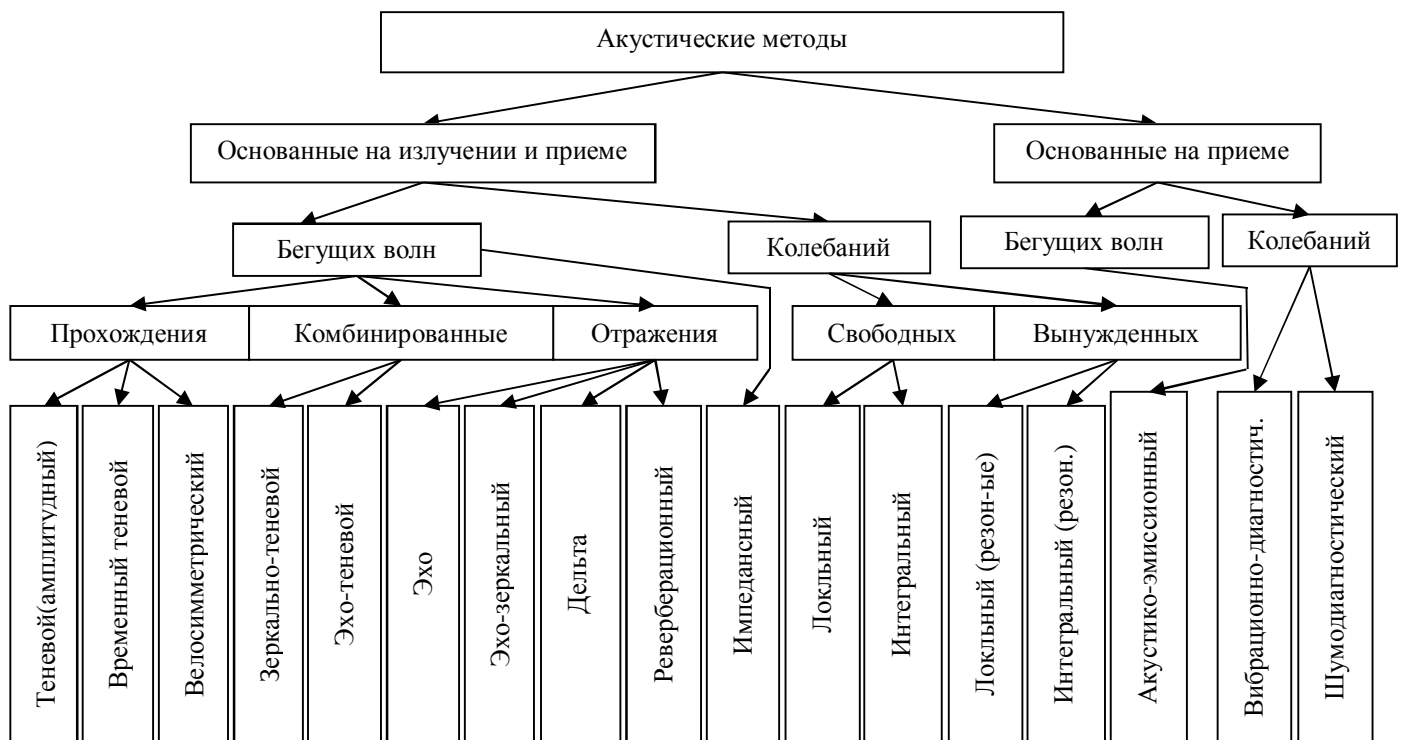 Акустические методы
Основанные на излучении и приеме
Основанные на приеме
Бегущих волн
Колебаний
Бегущих волн
Колебаний
Прохождения
Комбинированные
Отражения
Свободных
Вынужденных
Теневой(амплитудный)
Временный теневой
Велосимметрический
Зеркально-теневой
Эхо-теневой
Эхо
Эхо-зеркальный
Дельта
Реверберационный
Импедансный
Локльный
Интегральный
Локльный (резон-ые)
Интегральный (резон.)
Акустико-эмиссионный
Вибрационно-диагностич.
Шумодиагностический